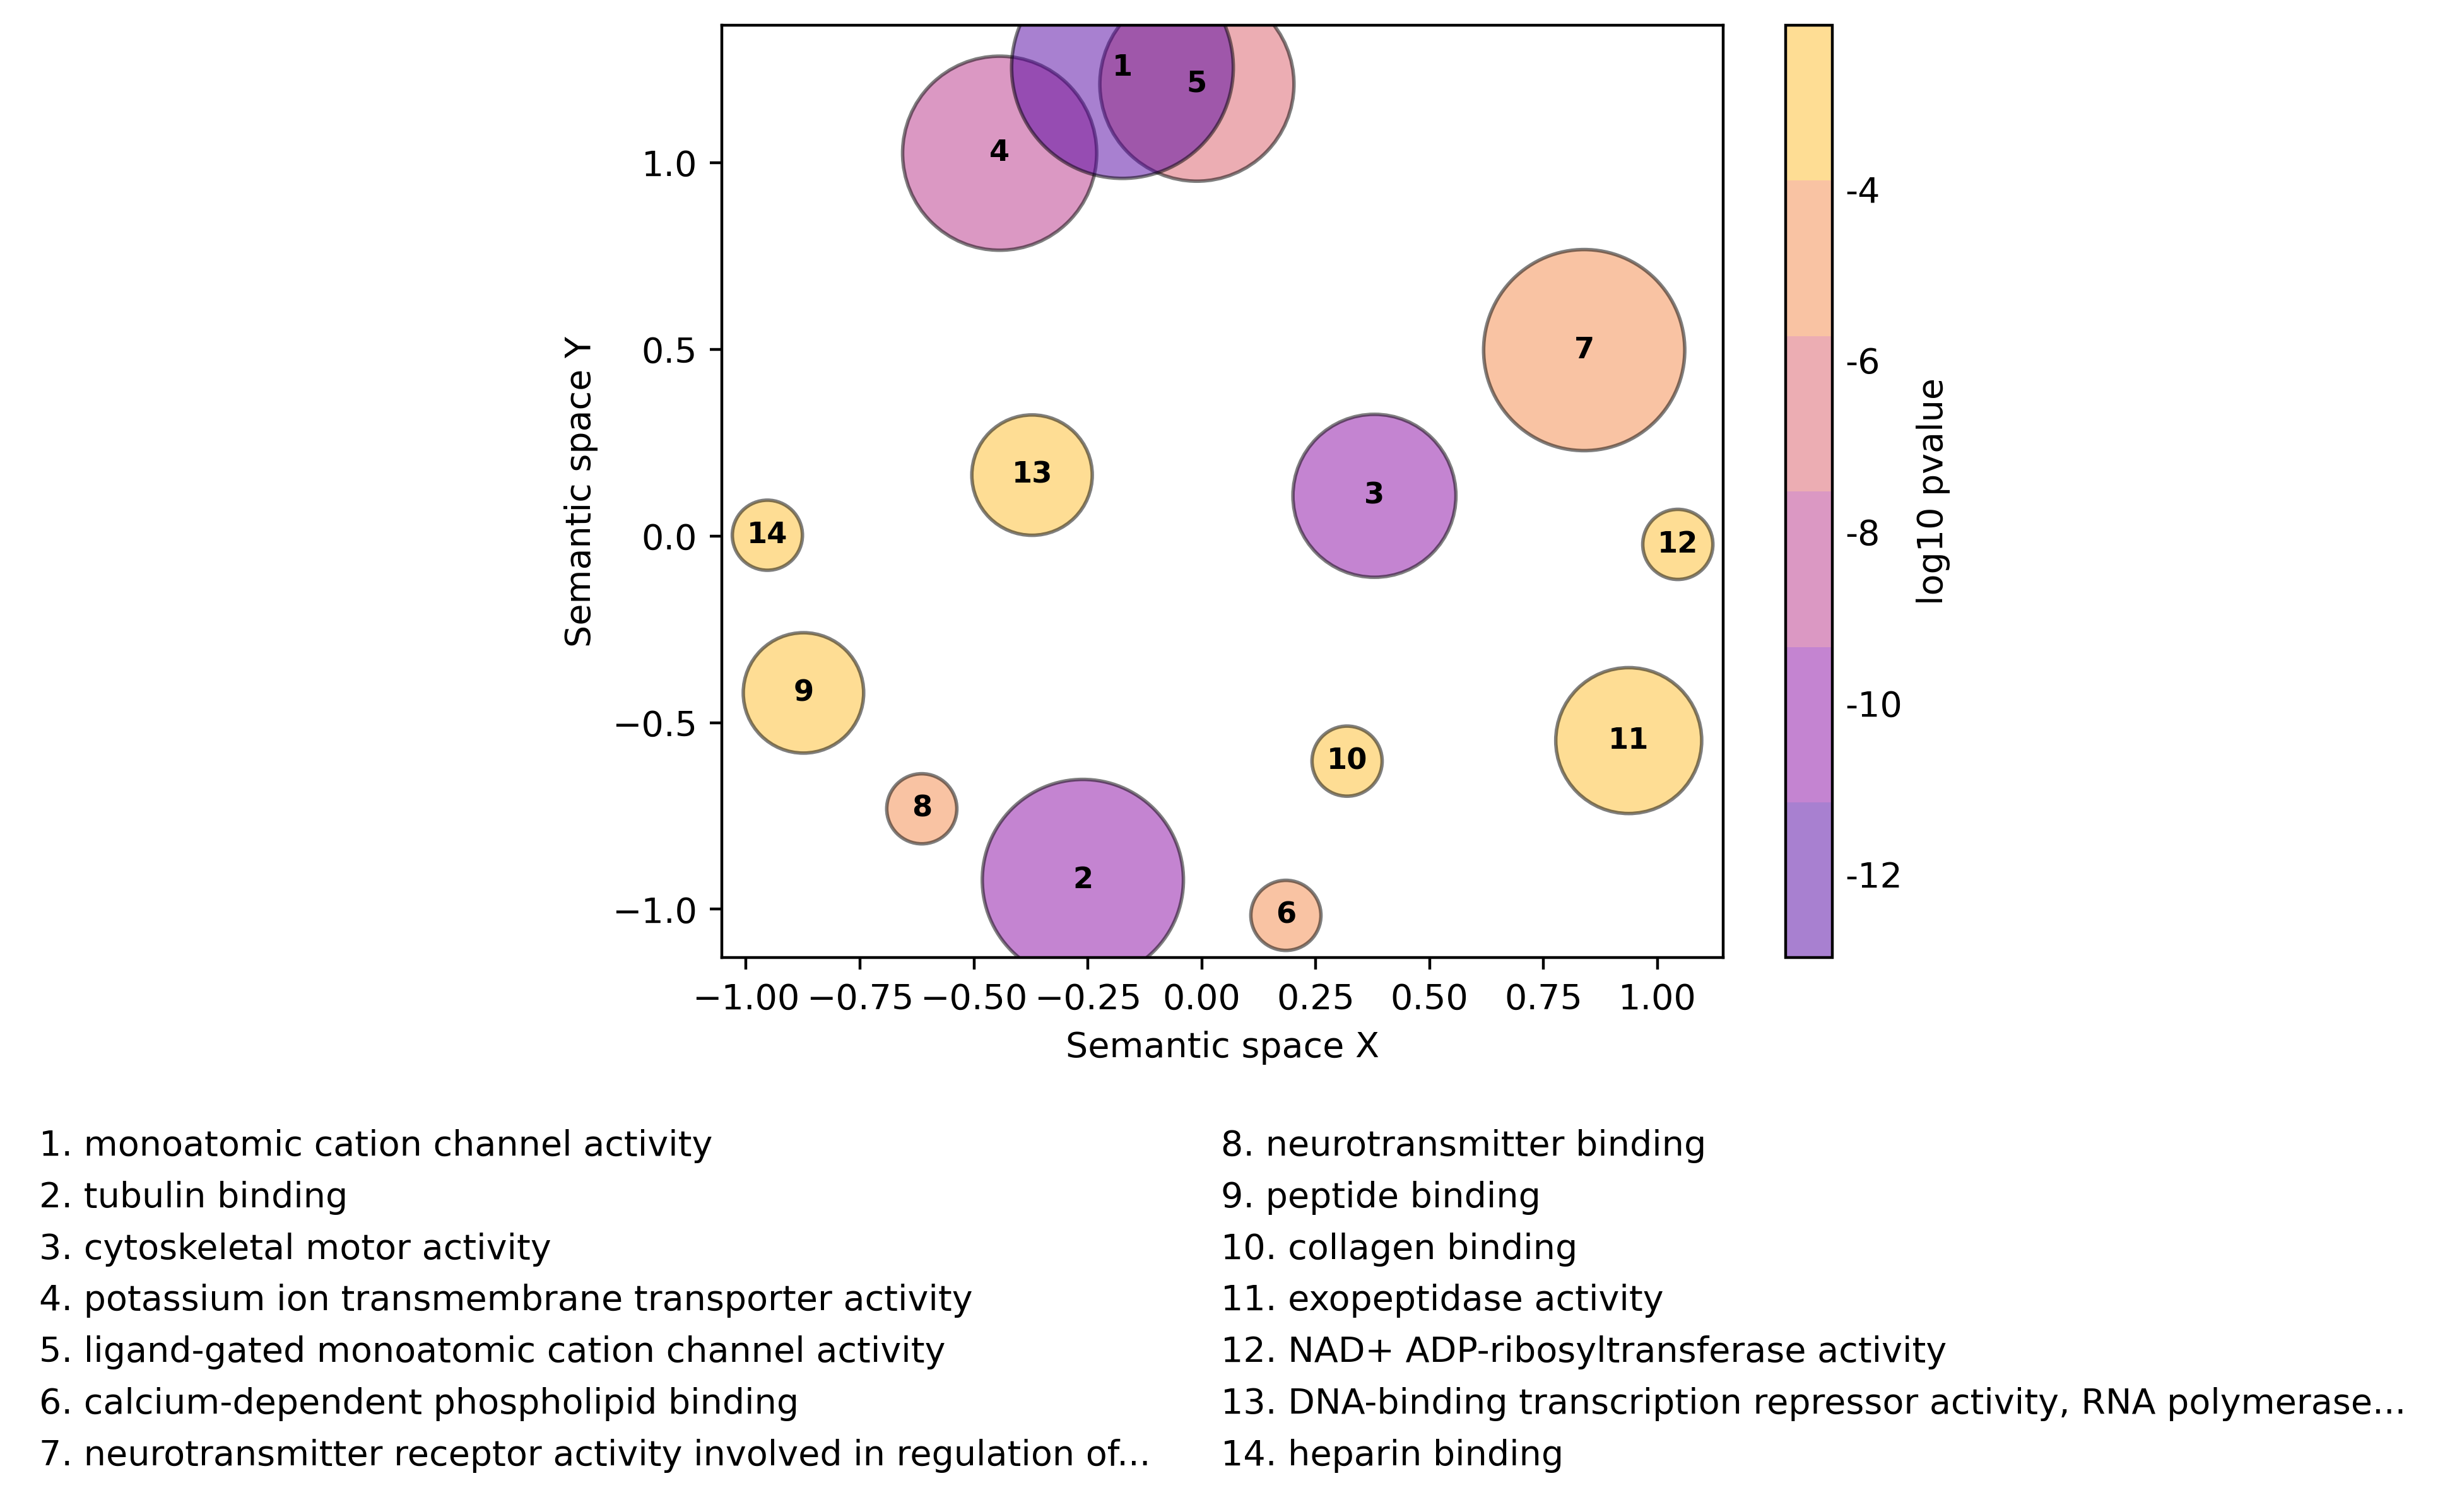 1
5
4
7
13
3
14
12
9
11
10
8
2
6
1.0
0.5
0.0
−0.5
−1.0
Semantic space Y
−1.00 −0.75 −0.50 −0.25 0.00 0.25 0.50 0.75 1.00
Semantic space X
-4
-6
-8
-10
-12
log10 pvalue
1. monoatomic cation channel activity
2. tubulin binding
3. cytoskeletal motor activity
4. potassium ion transmembrane transporter activity
5. ligand-gated monoatomic cation channel activity
6. calcium-dependent phospholipid binding
7. neurotransmitter receptor activity involved in regulation of...
8. neurotransmitter binding
9. peptide binding
10. collagen binding
11. exopeptidase activity
12. NAD+ ADP-ribosyltransferase activity
13. DNA-binding transcription repressor activity, RNA polymerase...
14. heparin binding